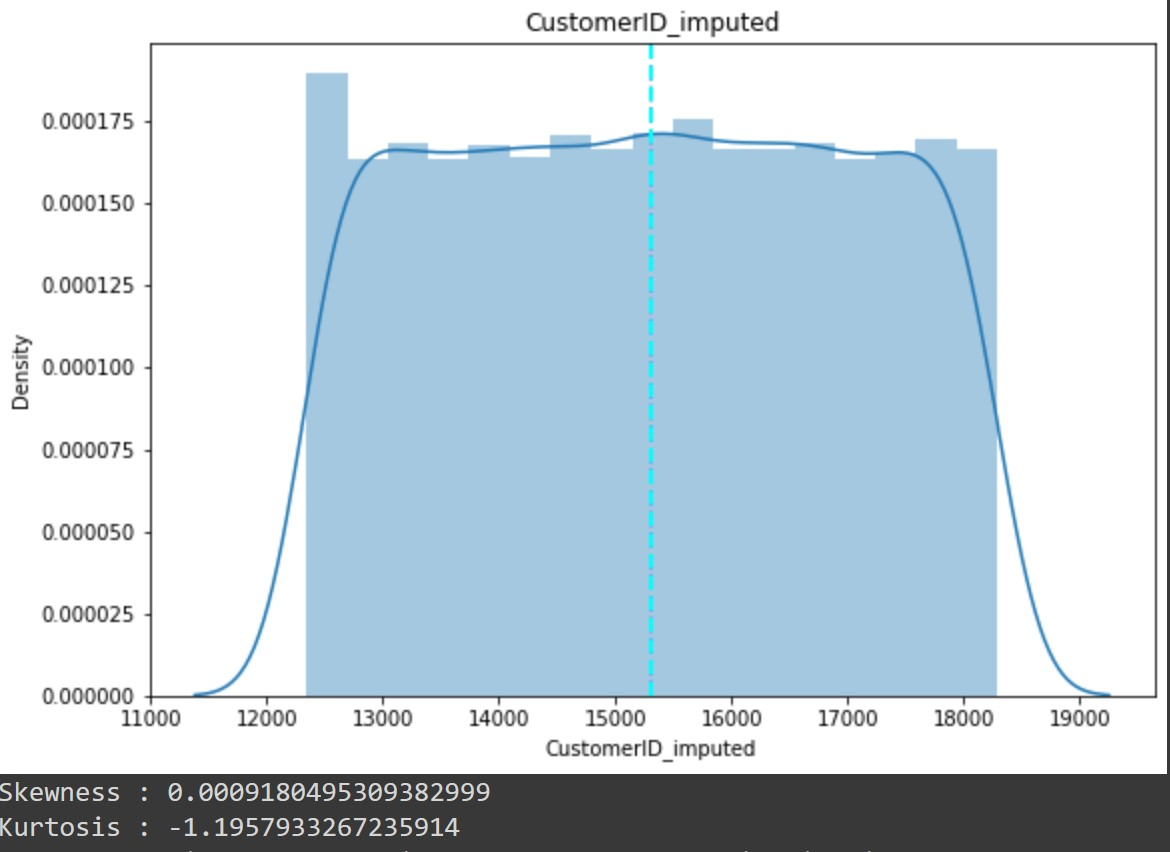 CustomerID_imputed
0.000175
0.000150
0.000125
0.000100
0.000075
0.000050
0.000025
0.000000
Density
11000 12000 13000 14000 15000 16000 17000 18000 19000
CustomerID_imputed
Skewness : 0.0009180495309382999
Kurtosis : -1.1957933267235914